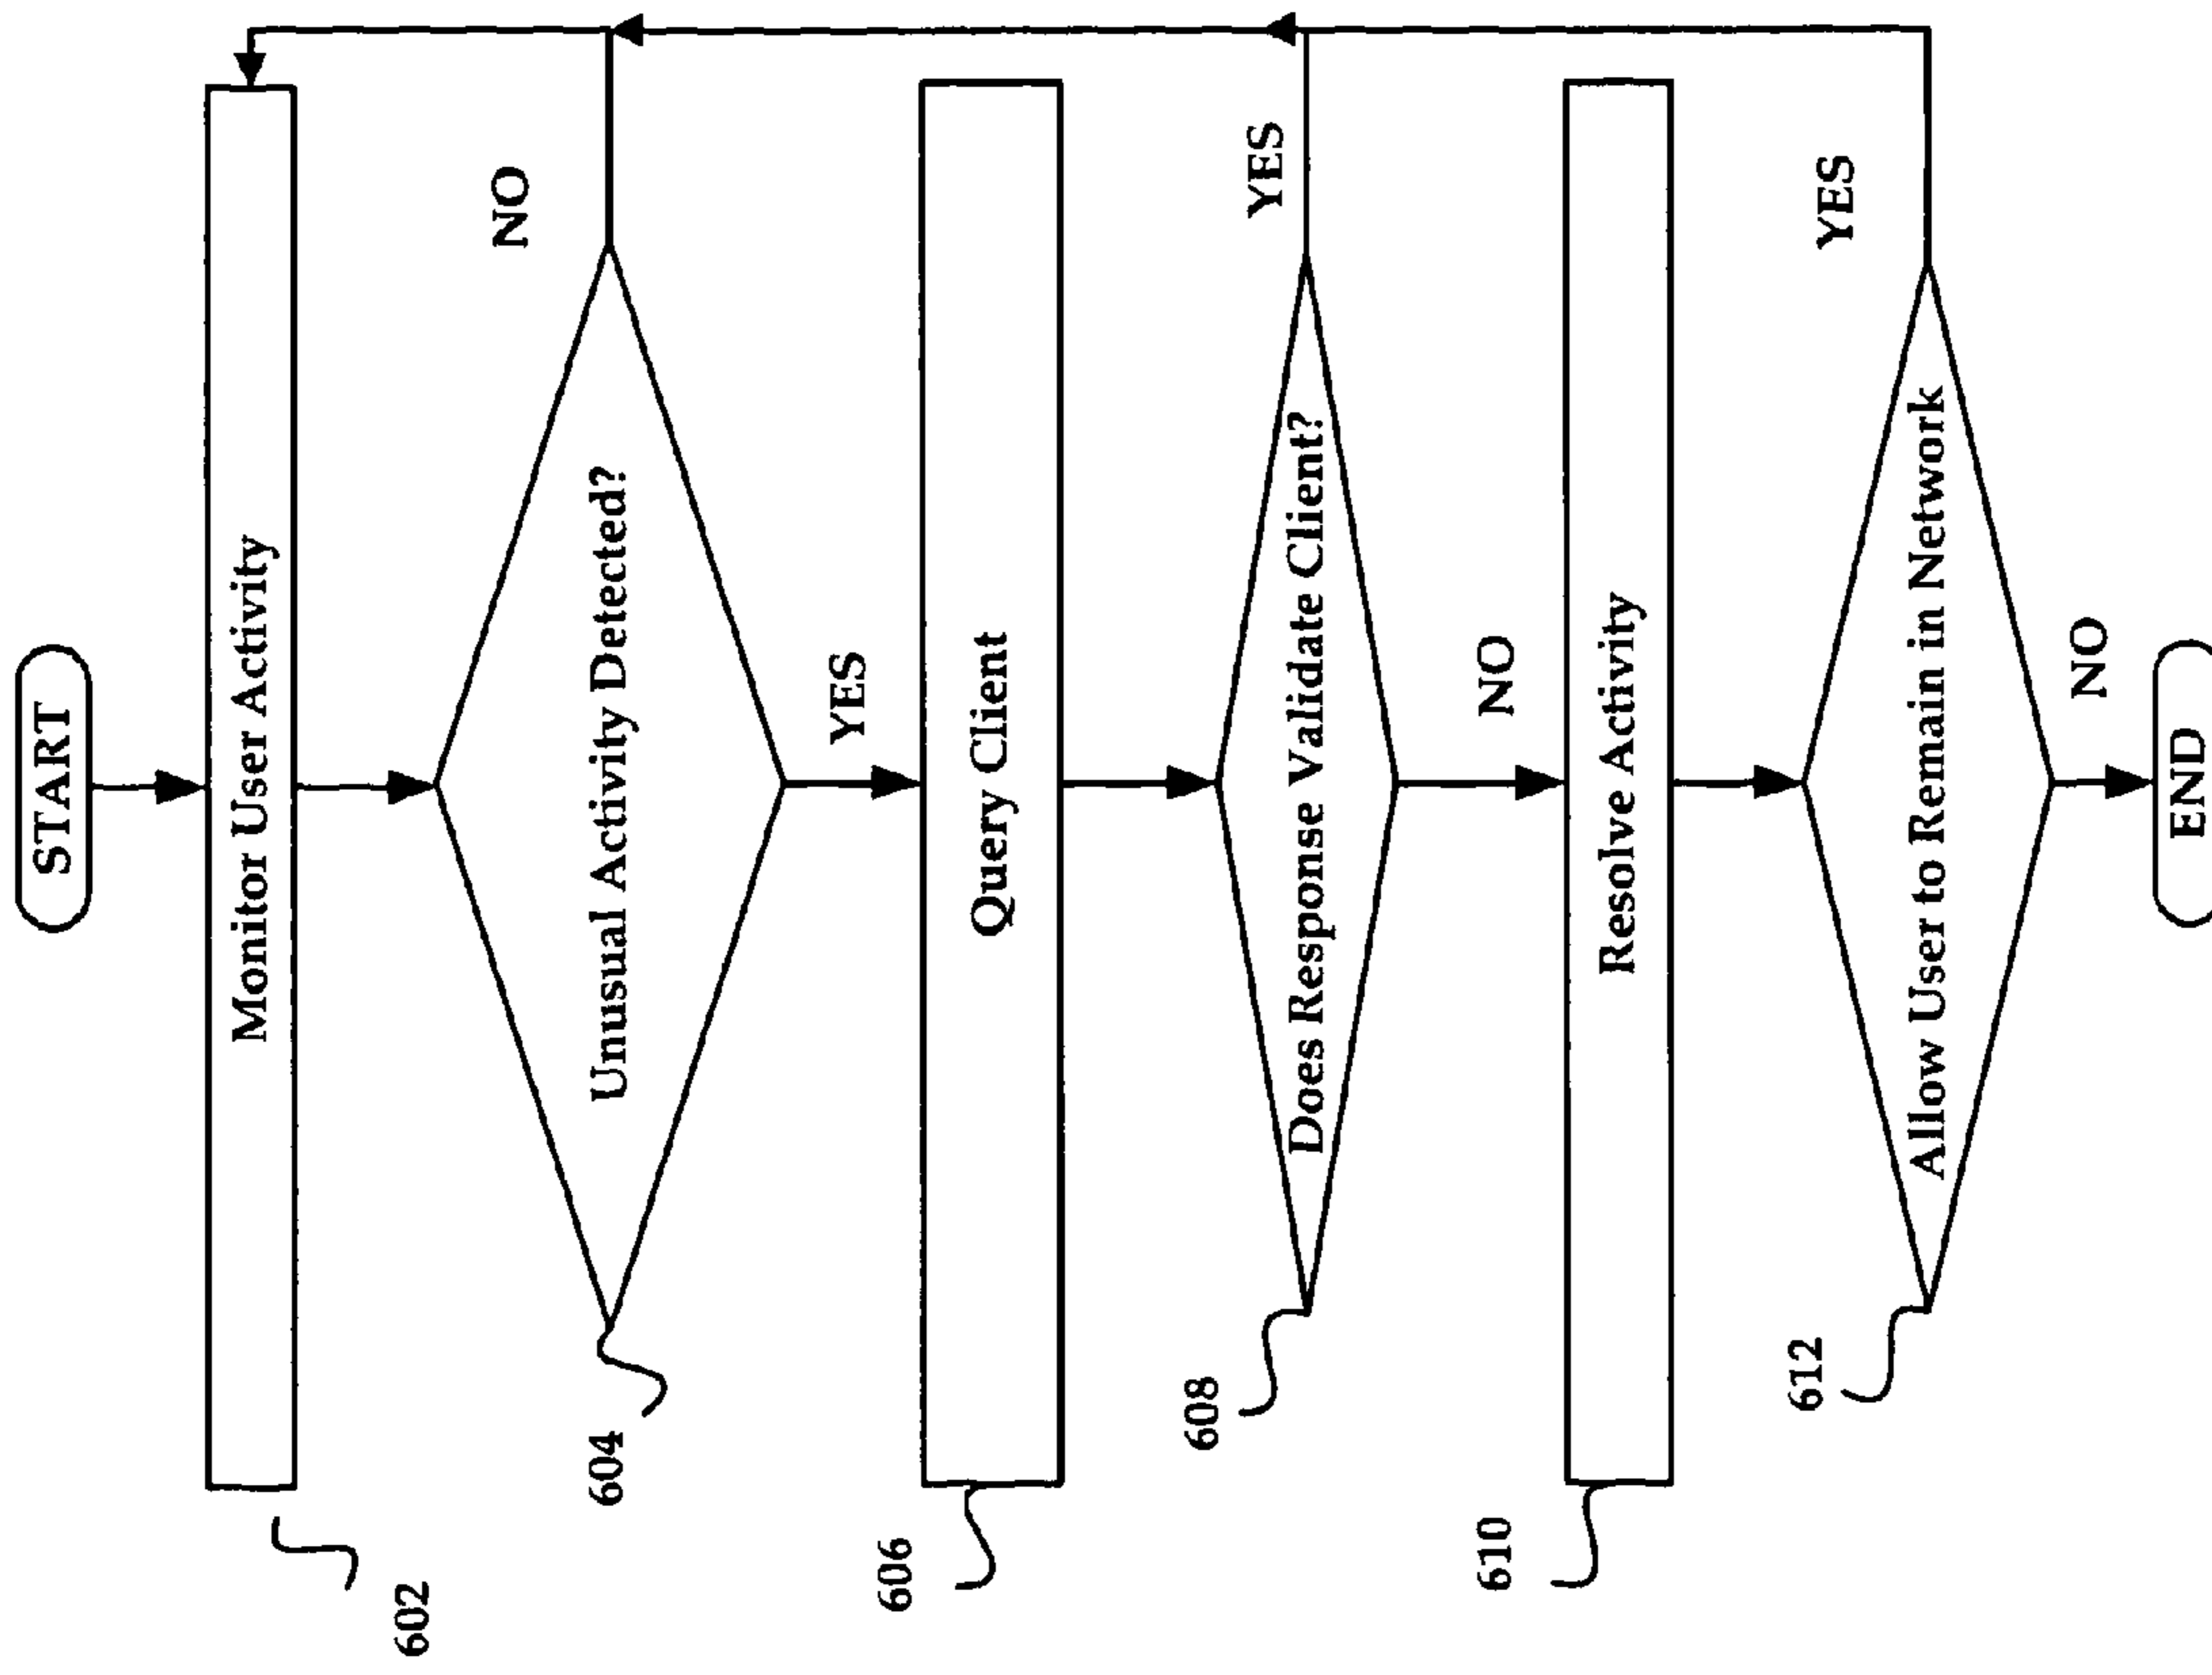 START
Monitor User Activity
602
Unusual Activity Detected?
NO
604
YES
Query Client
606
Does Response Validate Client?
YES
608
NO
Resolve Activity
610
Allow User to Remain in Network
YES
612
NO
END